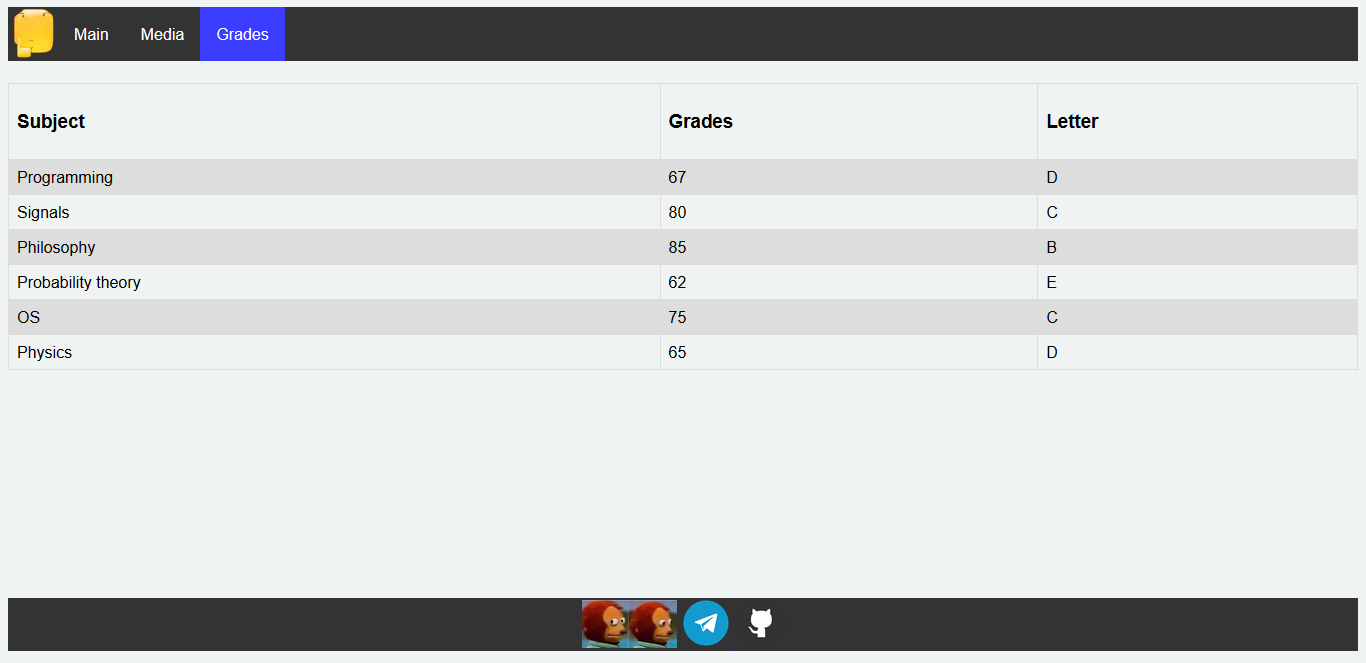 Main Media Grades
Subject Grades Letter
Programming 67 D
Signals 80 C
Philosophy 85 B
Probability theory 62 E
OS 75 C
Physics 65 D